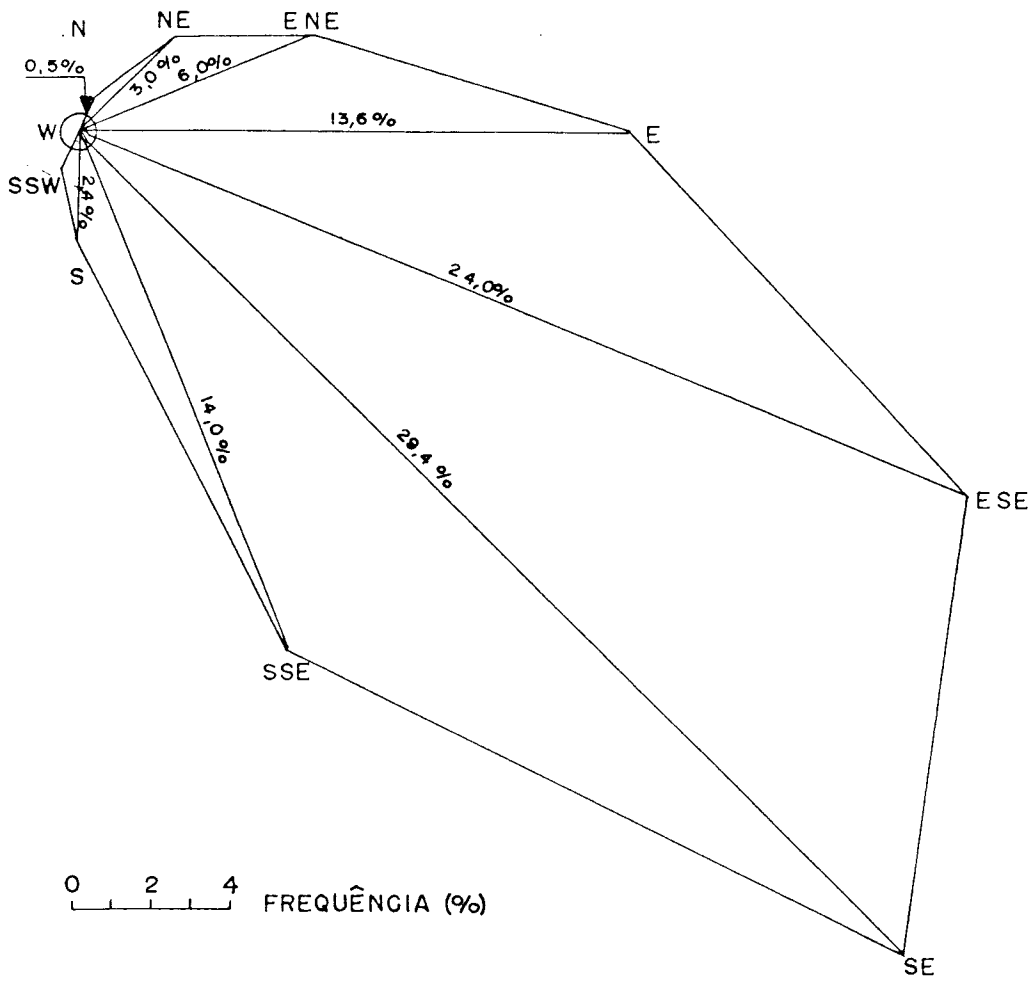 N
NE
ENE
0,5%
3,0%
6,0%
W
13,6%
E
SSW
2,4%
S
24,0%
14,0%
29,4%
ESE
SSE
0 2 4
FREQUÊNCIA (%)
SE